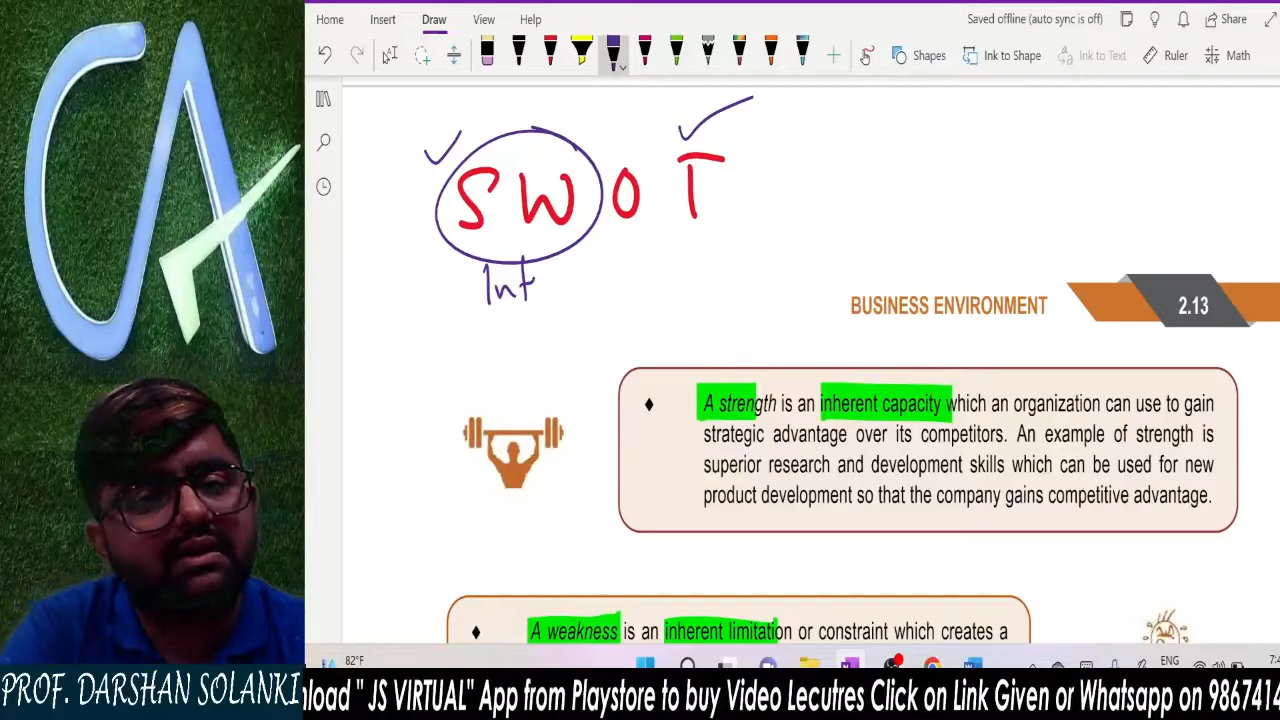 Home Insert Draw View Help Saved offline (auto sync is off) Share
Shapes Ink to Shape Ink to Text Ruler Math
CA
S W O T
Int
BUSINESS ENVIRONMENT 2.13
♦ A strength is an inherent capacity which an organization can use to gain
strategic advantage over its competitors. An example of strength is
superior research and development skills which can be used for new
product development so that the company gains competitive advantage.
♦ A weakness is an inherent limitation or constraint which creates a
82°F ENG
PROF. DARSHAN SOLANKI
nload " JS VIRTUAL" App from Playstore to buy Video Lecutres Click on Link Given or Whatsapp on 9867414